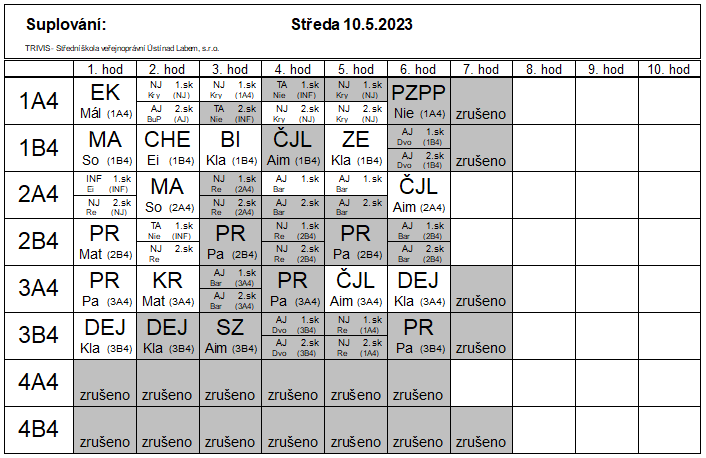 Suplování: Středa 10.5.2023
TRIVIS - Střední škola veřejnoprávní Ústí nad Labem, s.r.o.
1. hod 2. hod 3. hod 4. hod 5. hod 6. hod 7. hod 8. hod 9. hod 10. hod
1A4
EK
Mál (1A4)
NJ 1.sk
Kry (NJ)
AJ 2.sk
BuP (AJ)
NJ 1.sk
Kry (1A4)
TA 2.sk
Nie (INF)
TA 1.sk
Nie (INF)
NJ 2.sk
Kry (NJ)
NJ 1.sk
Kry (NJ)
NJ 2.sk
Kry (NJ)
PZPP
Nie (1A4)
zrušeno
1B4
MA
So (1B4)
CHE
Ei (1B4)
BI
Kla (1B4)
ČJL
Aim (1B4)
ZE
Kla (1B4)
AJ 1.sk
Dvo (1B4)
AJ 2.sk
Dvo (1B4)
zrušeno
2A4
INF 1.sk
Ei (INF)
NJ 2.sk
Re (NJ)
MA
So (2A4)
NJ 1.sk
Re (2A4)
NJ 2.sk
Re (2A4)
AJ 1.sk
Bar
AJ 2.sk
Bar
AJ 1.sk
Bar
AJ 2.sk
Bar
ČJL
Aim (2A4)
2B4
PR
Mat (2B4)
TA 1.sk
Nie (INF)
NJ 2.sk
Re
PR
Pa (2B4)
NJ 1.sk
Re (2B4)
NJ 2.sk
Re (2B4)
PR
Pa (2B4)
AJ 1.sk
Bar (2B4)
AJ 2.sk
Bar (2B4)
3A4
PR
Pa (3A4)
KR
Mat (3A4)
AJ 1.sk
Bar (3A4)
AJ 2.sk
Bar (3A4)
PR
Pa (3A4)
ČJL
Aim (3A4)
DEJ
Kla (3A4)
zrušeno
3B4
DEJ
Kla (3B4)
DEJ
Kla (3B4)
SZ
Aim (3B4)
AJ 1.sk
Dvo (3B4)
AJ 2.sk
Dvo (3B4)
NJ 1.sk
Re (1A4)
NJ 2.sk
Re (1A4)
PR
Pa (3B4)
zrušeno
4A4
zrušeno zrušeno zrušeno zrušeno zrušeno zrušeno
4B4
zrušeno zrušeno zrušeno zrušeno zrušeno zrušeno zrušeno